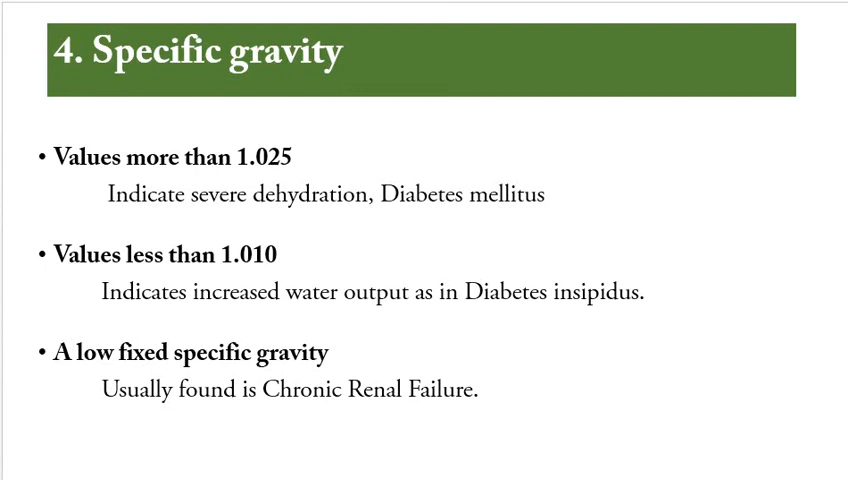 4. Specific gravity
• Values more than 1.025
Indicate severe dehydration, Diabetes mellitus
• Values less than 1.010
Indicates increased water output as in Diabetes insipidus.
• A low fixed specific gravity
Usually found is Chronic Renal Failure.